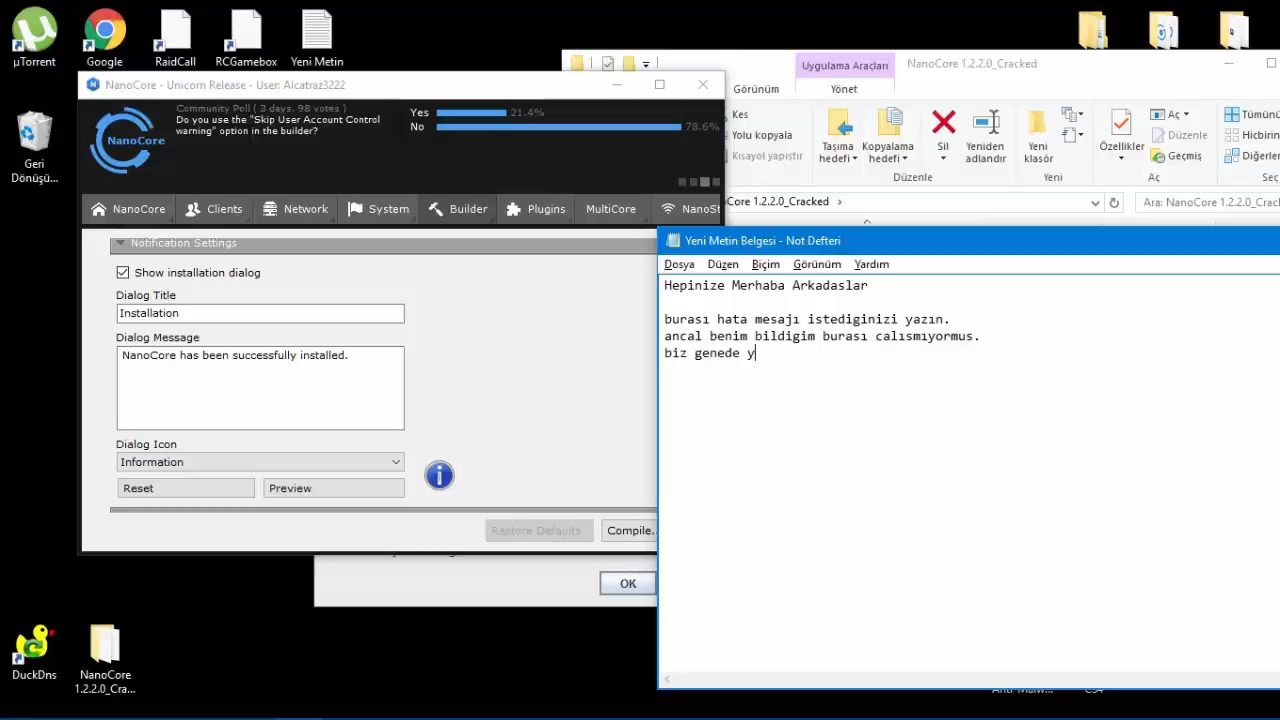 µTorrent
Google
RaidCall
RCGamebox
Yeni Metin
Geri
Dönüşü...
DuckDns
NanoCore
1.2.2.0_Cra...
NanoCore - Unicorn Release - User: Alcatraz3222
NanoCore
Community Poll ( 3 days, 98 votes )
Do you use the "Skip User Account Control
warning" option in the builder?
Yes 21.4%
No 78.6%
NanoCore Clients Network System Builder Plugins MultiCore NanoSt
Notification Settings
Show installation dialog
Dialog Title
Installation
Dialog Message
NanoCore has been successfully installed.
Dialog Icon
Information
Reset Preview
Restore Defaults Compile..
OK
Uygulama Araçları NanoCore 1.2.2.0_Cracked
Görünüm Yönet
Kes
Yolu kopyala
Kısayol yapıştır
Taşıma
hedefi
Kopyalama
hedefi
Sil
Yeniden
adlandır
Düzenle
Yeni
klasör
Yeni
Özellikler
Aç
Düzenle
Geçmiş
Aç
Tümünü
Hicbirin
Diğerler
Seç
Core 1.2.2.0_Cracked
Ara: NanoCore 1.2.2.0_Crack
Yeni Metin Belgesi - Not Defteri
Dosya Düzen Biçim Görünüm Yardım
Hepinize Merhaba Arkadaslar
burası hata mesajı istediginizi yazın.
ancal benim bildigim burası calısmıyormus.
biz genede y